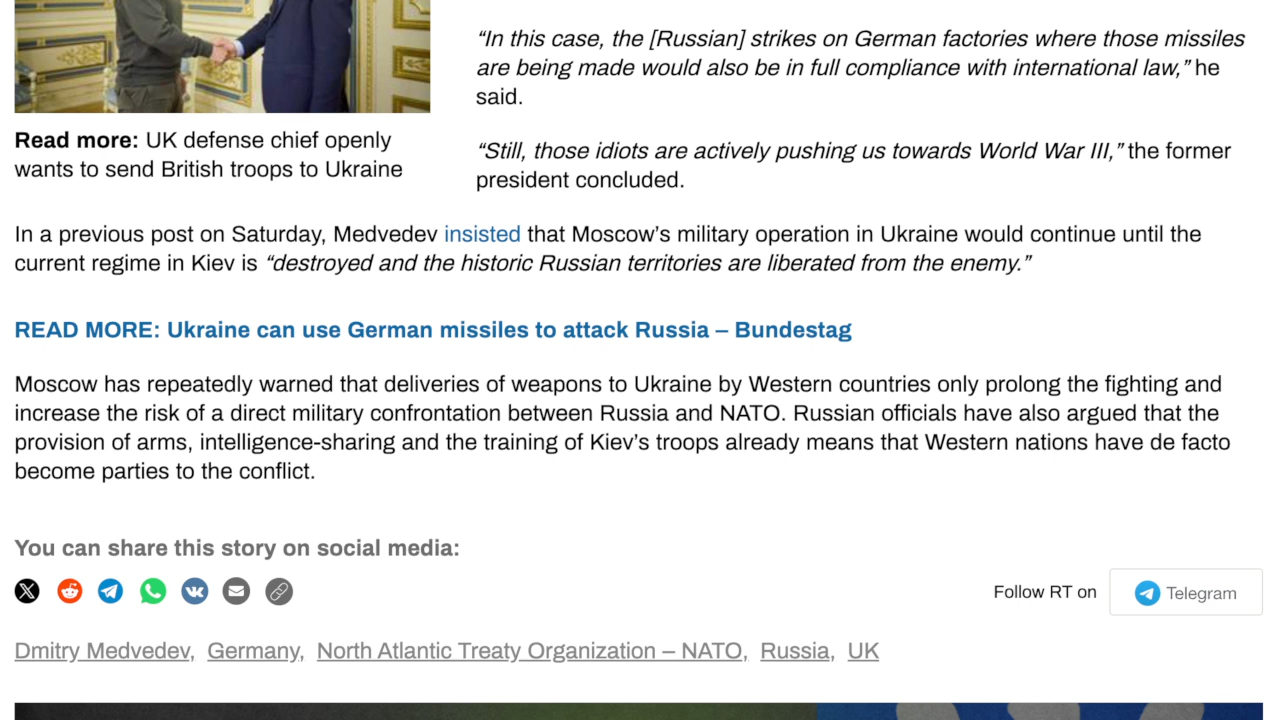 “In this case, the [Russian] strikes on German factories where those missiles
are being made would also be in full compliance with international law,” he
said.
Read more: UK defense chief openly
wants to send British troops to Ukraine
“Still, those idiots are actively pushing us towards World War III,” the former
president concluded.
In a previous post on Saturday, Medvedev insisted that Moscow’s military operation in Ukraine would continue until the
current regime in Kiev is “destroyed and the historic Russian territories are liberated from the enemy.”
READ MORE: Ukraine can use German missiles to attack Russia – Bundestag
Moscow has repeatedly warned that deliveries of weapons to Ukraine by Western countries only prolong the fighting and
increase the risk of a direct military confrontation between Russia and NATO. Russian officials have also argued that the
provision of arms, intelligence-sharing and the training of Kiev’s troops already means that Western nations have de facto
become parties to the conflict.
You can share this story on social media:
Follow RT on Telegram
Dmitry Medvedev, Germany, North Atlantic Treaty Organization – NATO, Russia, UK